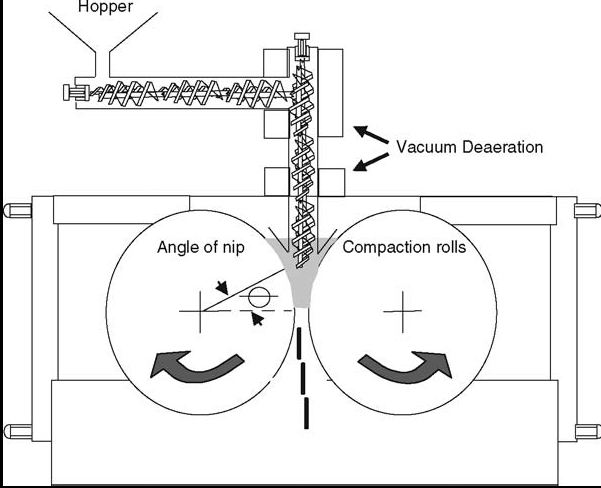 Hopper
Vacuum Deaeration
Angle of nip
Compaction rolls